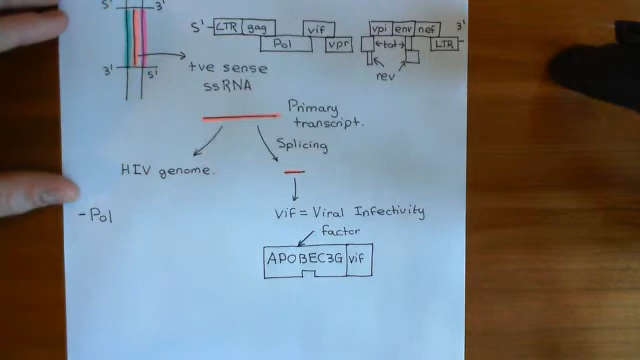 5' 3'
5' LTR gag vif vpi env nef 3'
Pol vpr tat LTR
3' 5'
rev
+ve sense
ssRNA
Primary
transcript.
Splicing
HIV genome.
vif = Viral Infectivity
factor
- Pol
APOBEC3G vif